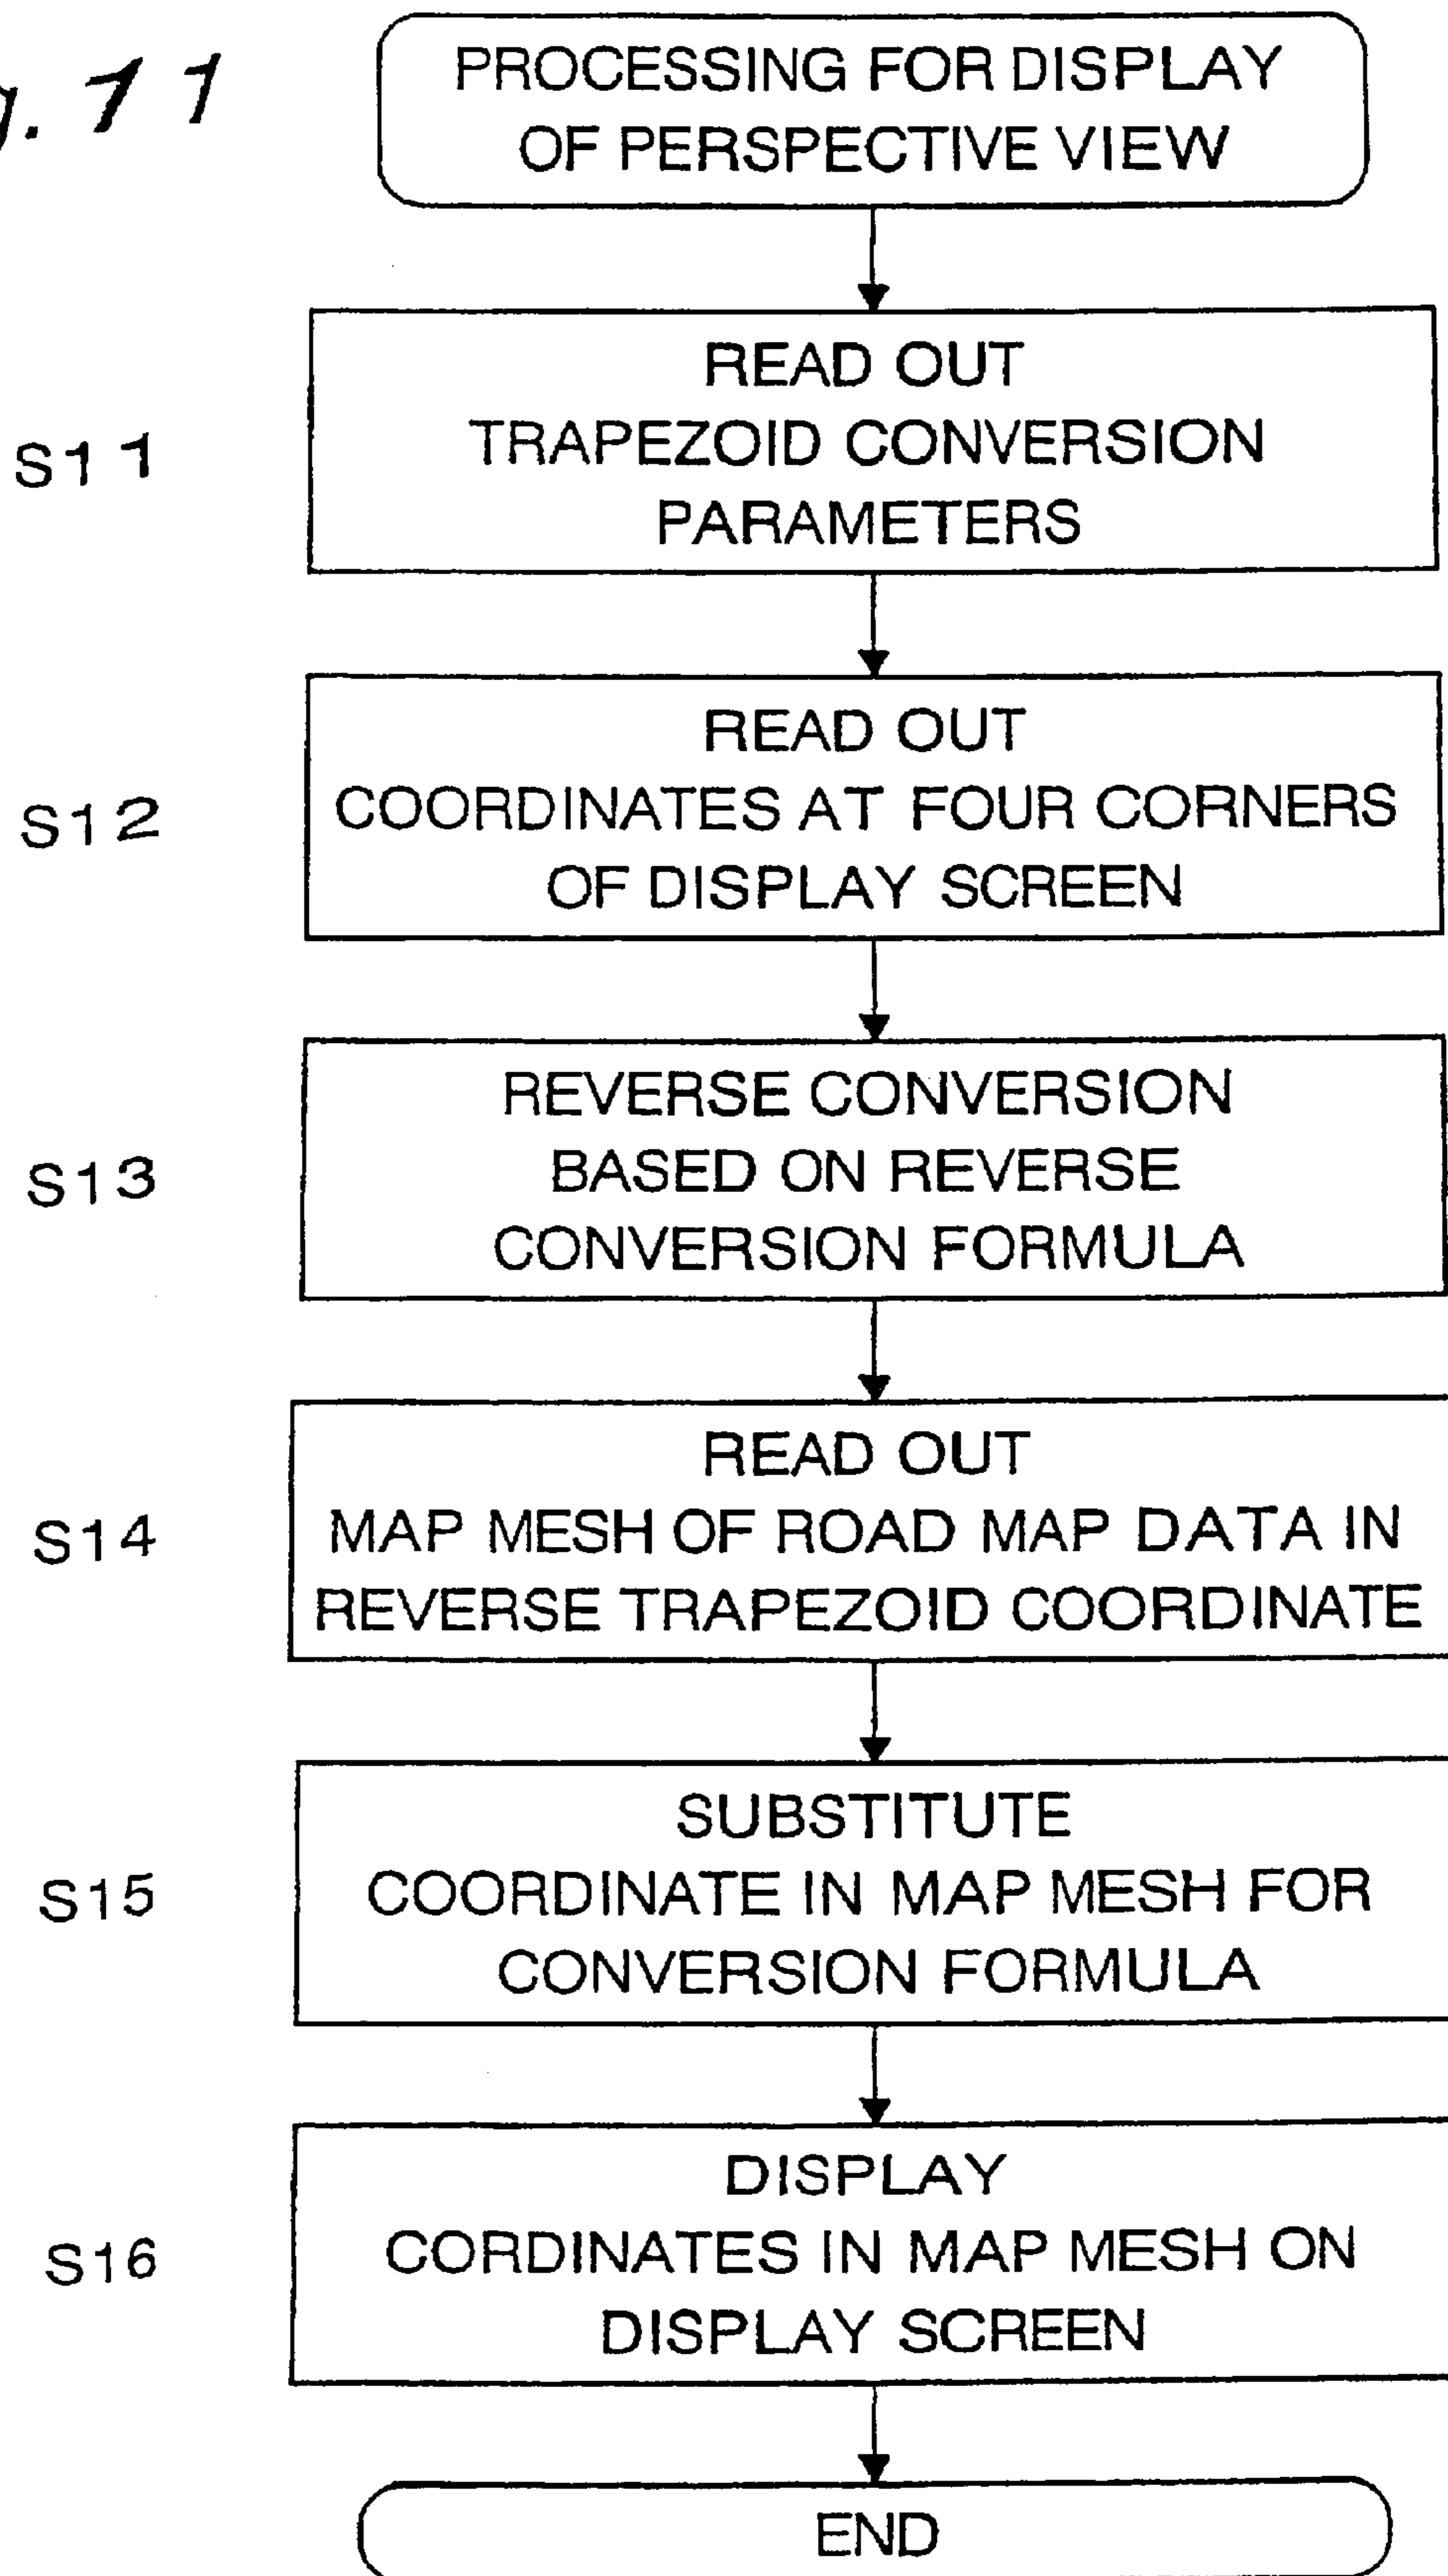 g. 11
PROCESSING FOR DISPLAY
OF PERSPECTIVE VIEW
S11
READ OUT
TRAPEZOID CONVERSION
PARAMETERS
S12
READ OUT
COORDINATES AT FOUR CORNERS
OF DISPLAY SCREEN
S13
REVERSE CONVERSION
BASED ON REVERSE
CONVERSION FORMULA
S14
READ OUT
MAP MESH OF ROAD MAP DATA IN
REVERSE TRAPEZOID COORDINATE
S15
SUBSTITUTE
COORDINATE IN MAP MESH FOR
CONVERSION FORMULA
S16
DISPLAY
CORDINATES IN MAP MESH ON
DISPLAY SCREEN
END